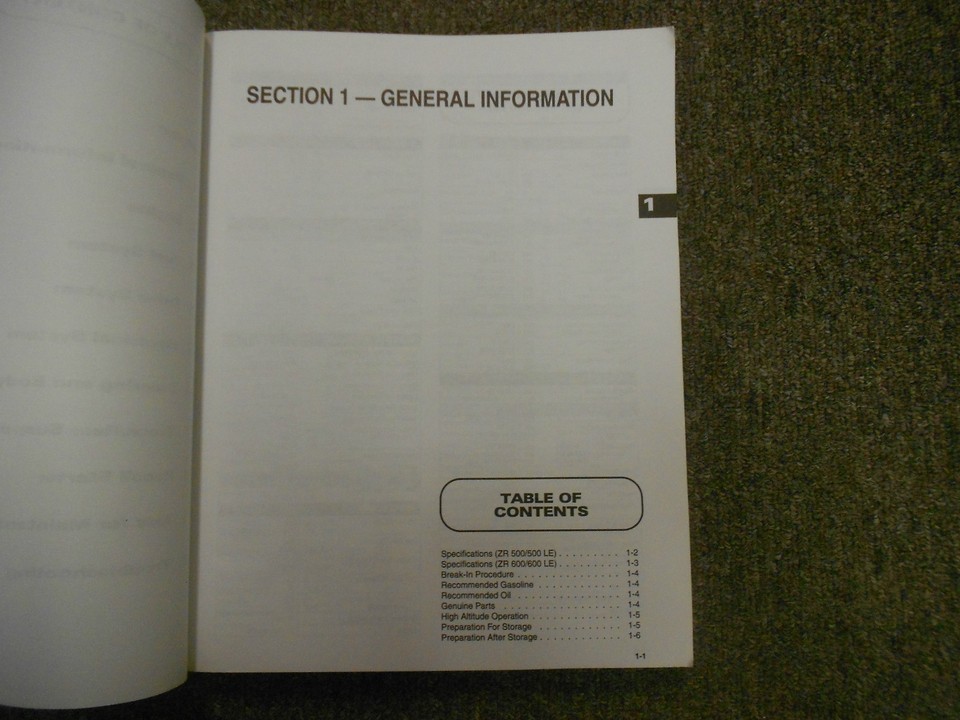 SECTION 1 — GENERAL INFORMATION
1
TABLE OF
CONTENTS
Specifications (ZR 500/500 LE) . . . . . . . . . 1-2
Specifications (ZR 600/600 LE) . . . . . . . . . 1-3
Break-In Procedure . . . . . . . . . . . . . . . 1-4
Recommended Gasoline . . . . . . . . . . . . 1-4
Recommended Oil . . . . . . . . . . . . . . . 1-4
Genuine Parts . . . . . . . . . . . . . . . . . 1-4
High Altitude Operation . . . . . . . . . . . . . 1-5
Preparation For Storage . . . . . . . . . . . . 1-5
Preparation After Storage . . . . . . . . . . . . 1-6
1-1